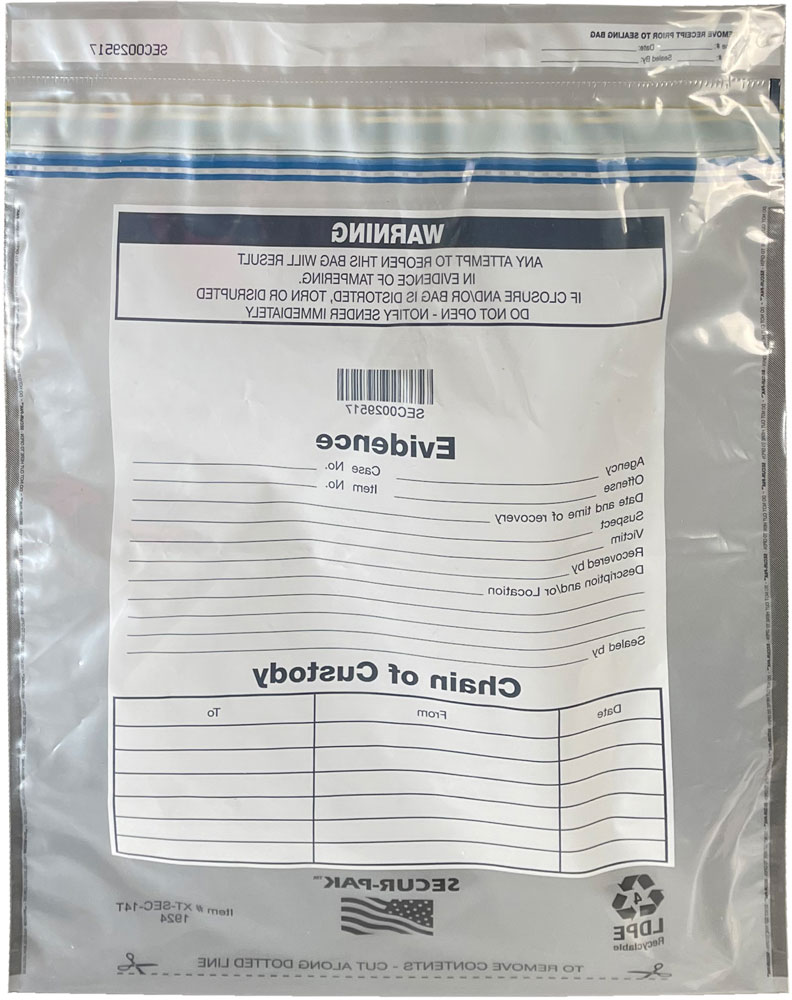 REMOVE RECEIPT PRIOR TO SEALING BAG
Date:
Sealed By:
SEC0029517
WARNING
ANY ATTEMPT TO REOPEN THIS BAG WILL RESULT
IN EVIDENCE OF TAMPERING.
IF CLOSURE AND/OR BAG IS DISTORTED, TORN OR DISRUPTED
DO NOT OPEN - NOTIFY SENDER IMMEDIATELY
SEC0029517
Evidence
Agency Case No.
Offense Item No.
Date and time of recovery
Suspect
Victim
Recovered by
Description and/or Location
Sealed by
Chain of Custody
Date From To
SECUR-PAK™
4
LDPE
Recyclable
Item # XT-SEC-14T
1924
TO REMOVE CONTENTS - CUT ALONG DOTTED LINE